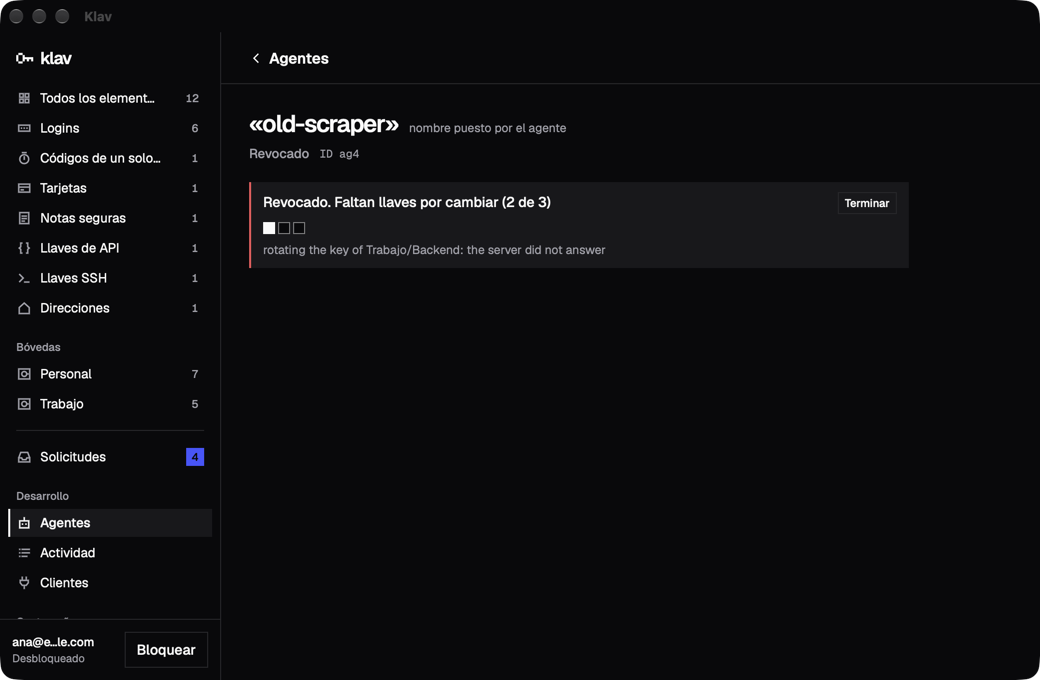 Klav
klav
Agentes
Todos los element... 12
Logins 6
Códigos de un solo... 1
Tarjetas 1
Notas seguras 1
Llaves de API 1
Llaves SSH 1
Direcciones 1
Bóvedas
Personal 7
Trabajo 5
Solicitudes 4
Desarrollo
Agentes
Actividad
Clientes
ana@e...le.com
Desbloqueado
Bloquear
«old-scraper» nombre puesto por el agente
Revocado ID ag4
Revocado. Faltan llaves por cambiar (2 de 3)
Terminar
rotating the key of Trabajo/Backend: the server did not answer